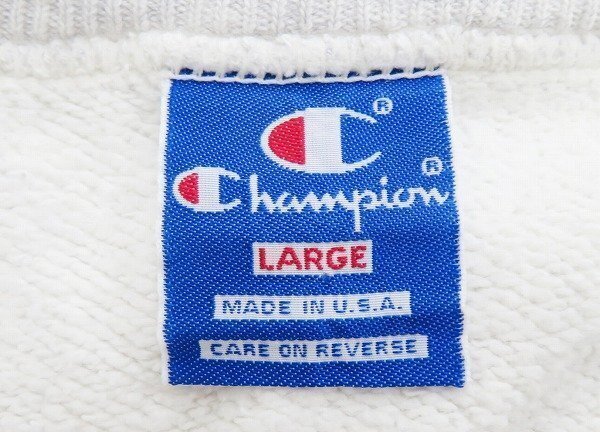 ®
Champion®
LARGE
MADE IN U.S.A.
CARE ON REVERSE